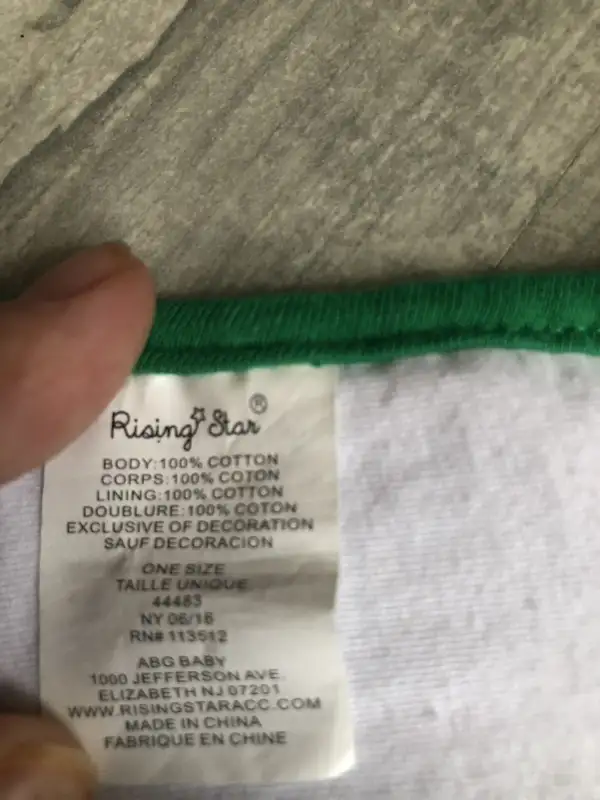 Rising Star®
BODY:100% COTTON
CORPS:100% COTON
LINING:100% COTTON
DOUBLURE:100% COTON
EXCLUSIVE OF DECORATION
SAUF DECORACION
ONE SIZE
TAILLE UNIQUE
44483
NY 06/16
RN# 113512
ABG BABY
1000 JEFFERSON AVE.
ELIZABETH NJ 07201
WWW.RISINGSTARACC.COM
MADE IN CHINA
FABRIQUE EN CHINE